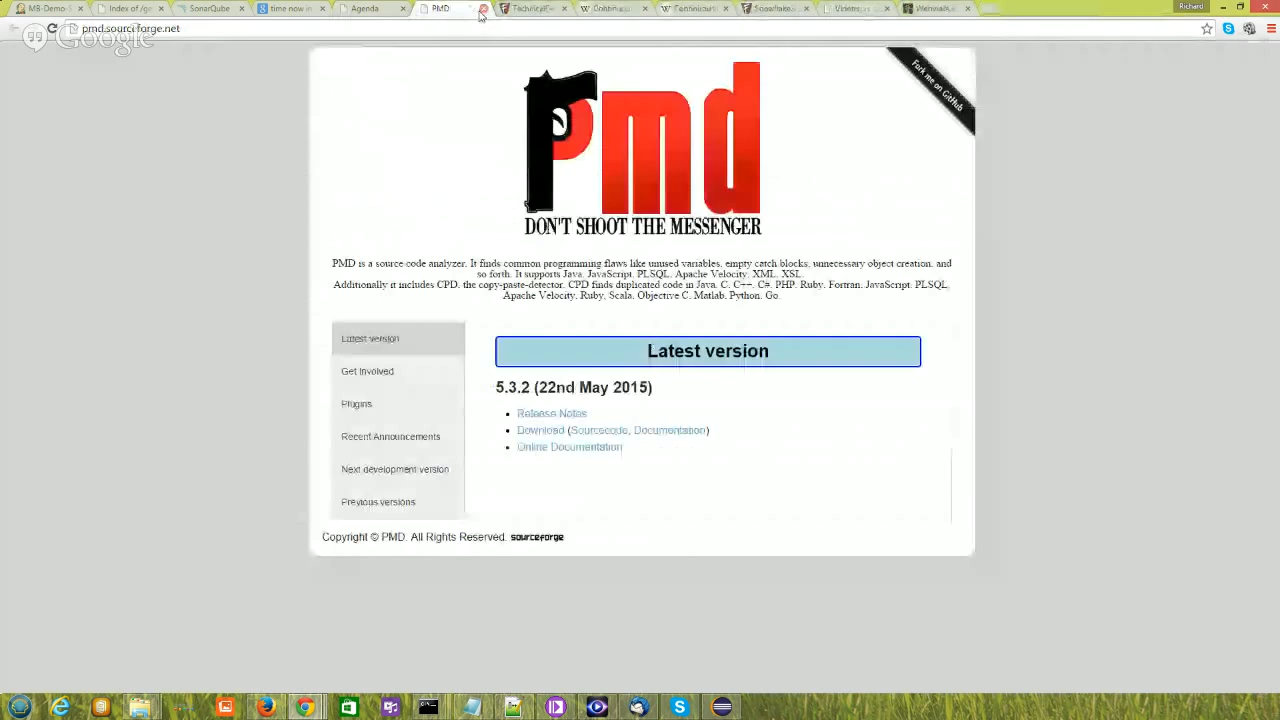 MB-Demo
Index of /ge
SonarQube
time now in
Agenda
PMD
Richard
pmd.sourceforge.net
Google
Fork me on GitHub
pmd
DON'T SHOOT THE MESSENGER
PMD is a source code analyzer. It finds common programming flaws like unused variables, empty catch blocks, unnecessary object creation, and
so forth. It supports Java, JavaScript, PLSQL, Apache Velocity, XML, XSL.
Additionally it includes CPD, the copy-paste-detector. CPD finds duplicated code in Java, C, C++, C#, PHP, Ruby, Fortran, JavaScript, PLSQL,
Apache Velocity, Ruby, Scala, Objective C, Matlab, Python, Go.
Latest version
Get Involved
Plugins
Recent Announcements
Next development version
Previous versions
Latest version
5.3.2 (22nd May 2015)
Release Notes
Download (Sourcecode, Documentation)
Online Documentation
Copyright © PMD. All Rights Reserved. sourceforge